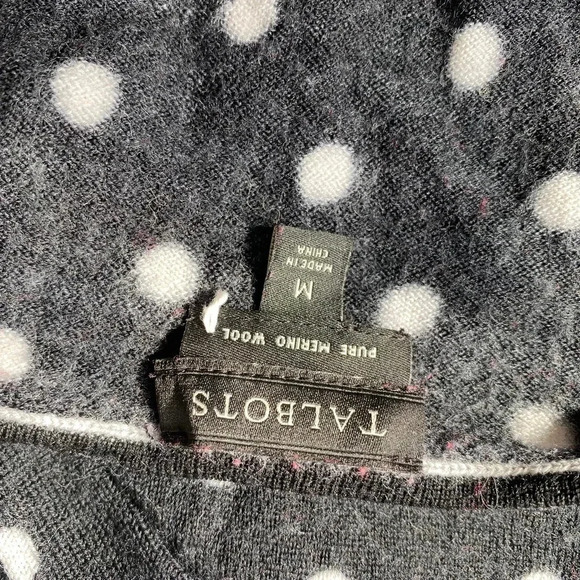 TALBOTS
PURE MERINO WOOL
M
MADE IN
CHINA